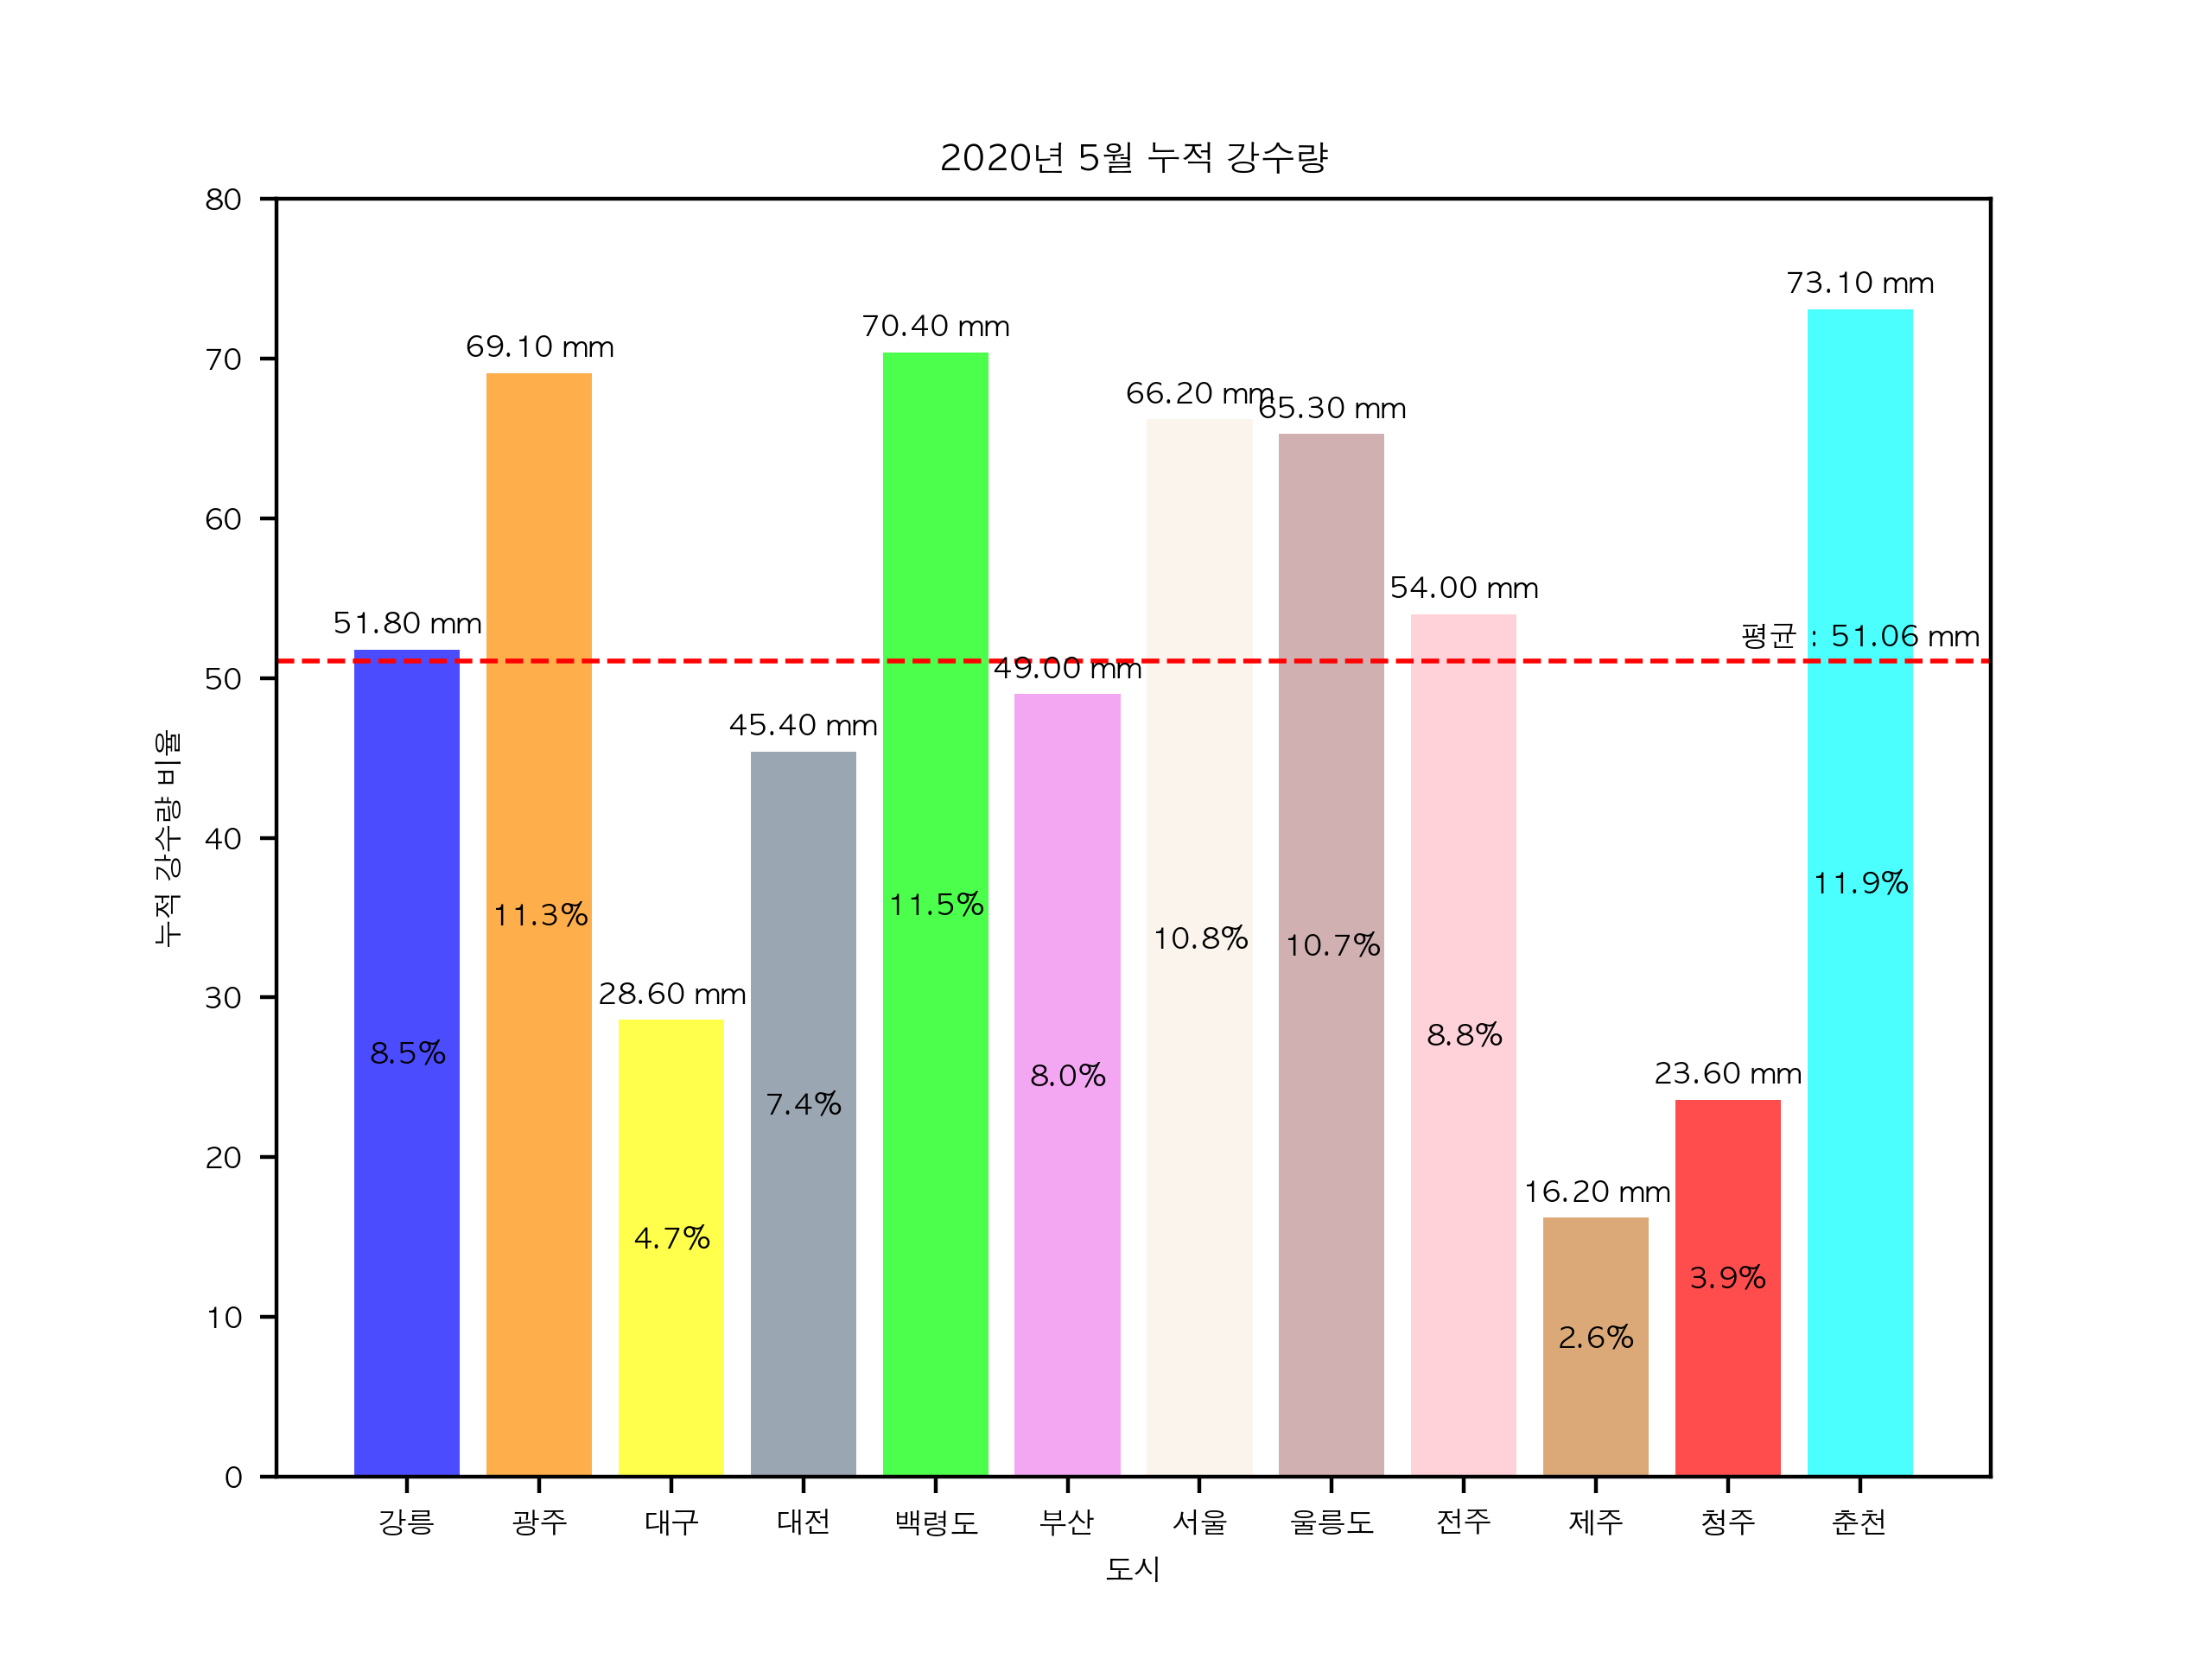 2020년 5월 누적 강수량
누적 강수량 비율
80
70
60
50
40
30
20
10
0
51.80 mm
69.10 mm
28.60 mm
45.40 mm
70.40 mm
49.00 mm
66.20 mm
65.30 mm
54.00 mm
16.20 mm
23.60 mm
73.10 mm
평균 : 51.06 mm
8.5%
11.3%
4.7%
7.4%
11.5%
8.0%
10.8%
10.7%
8.8%
2.6%
3.9%
11.9%
강릉 광주 대구 대전 백령도 부산 서울 울릉도 전주 제주 청주 춘천
도시